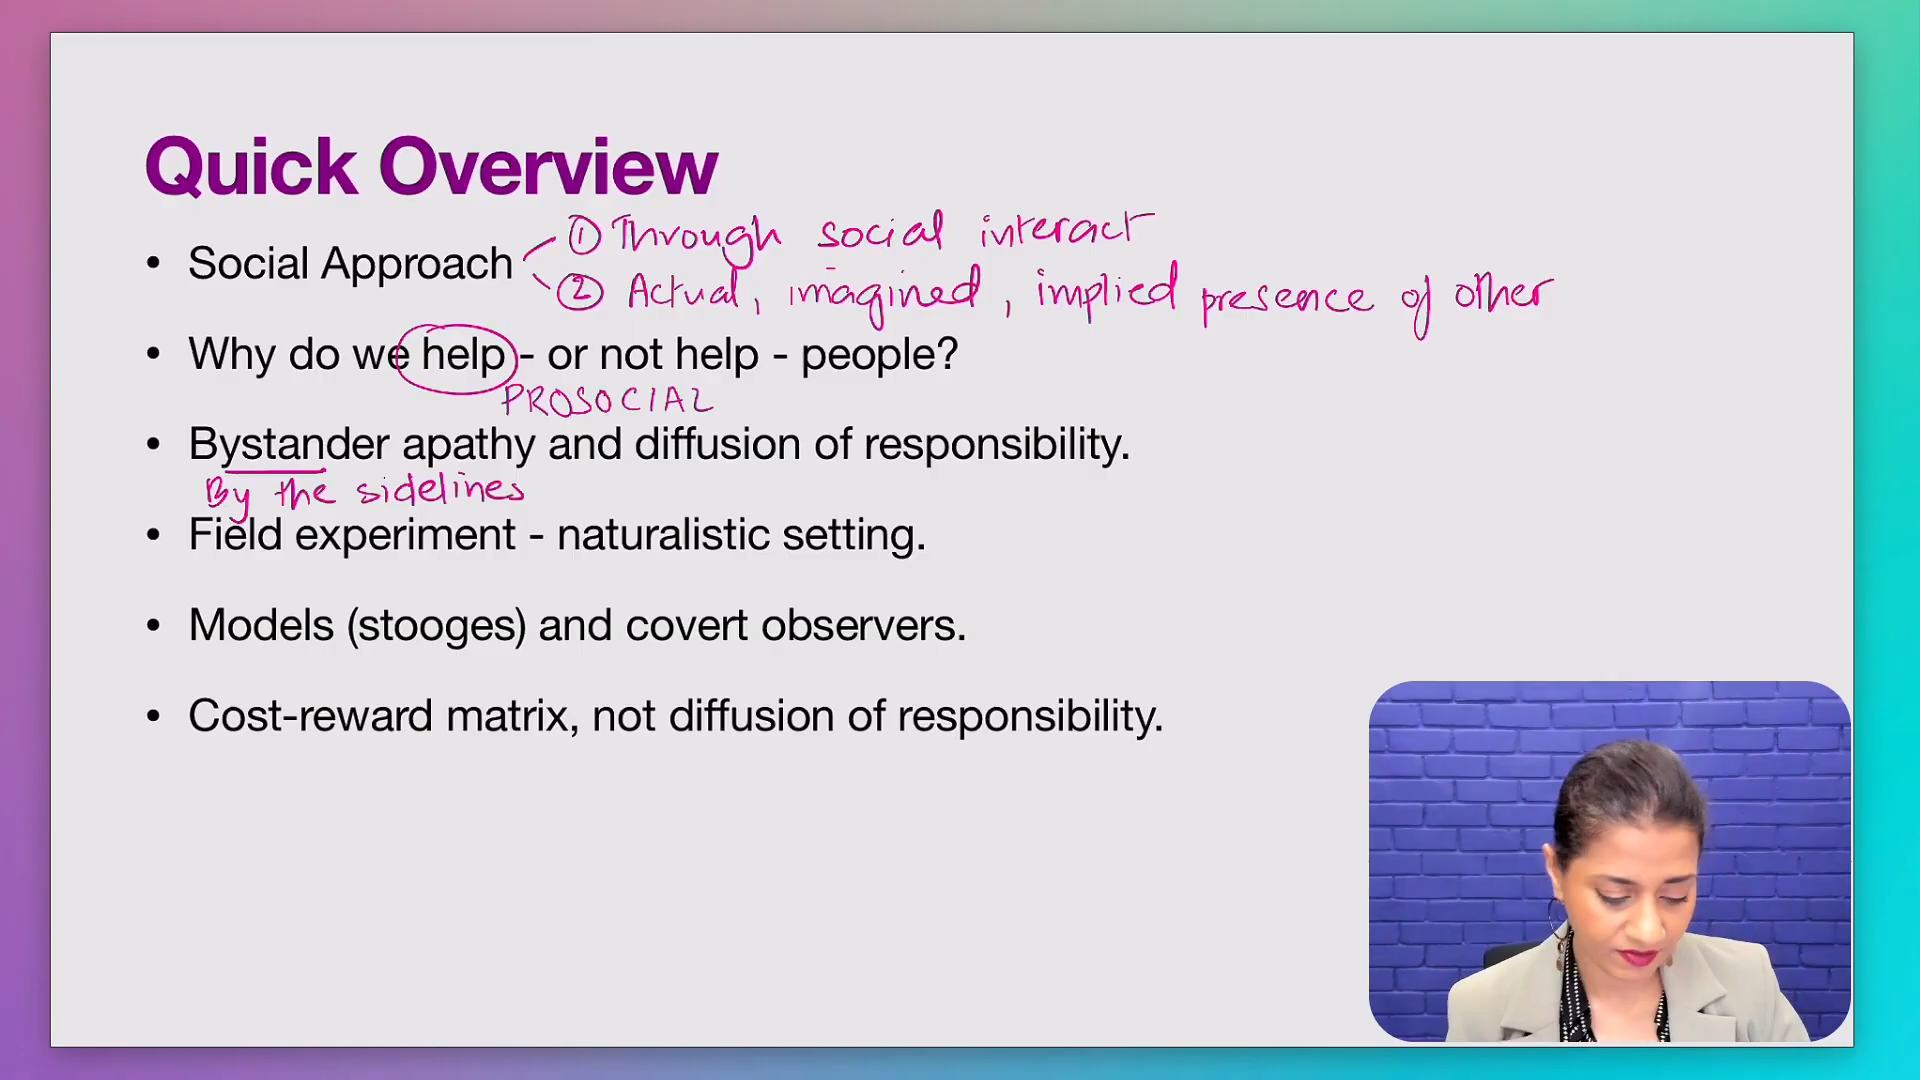 Quick Overview
① Through social interact
• Social Approach
② Actual, imagined, implied presence of other
• Why do we help - or not help - people?
PROSOCIAL
• Bystander apathy and diffusion of responsibility.
By the sidelines
• Field experiment - naturalistic setting.
• Models (stooges) and covert observers.
• Cost-reward matrix, not diffusion of responsibility.